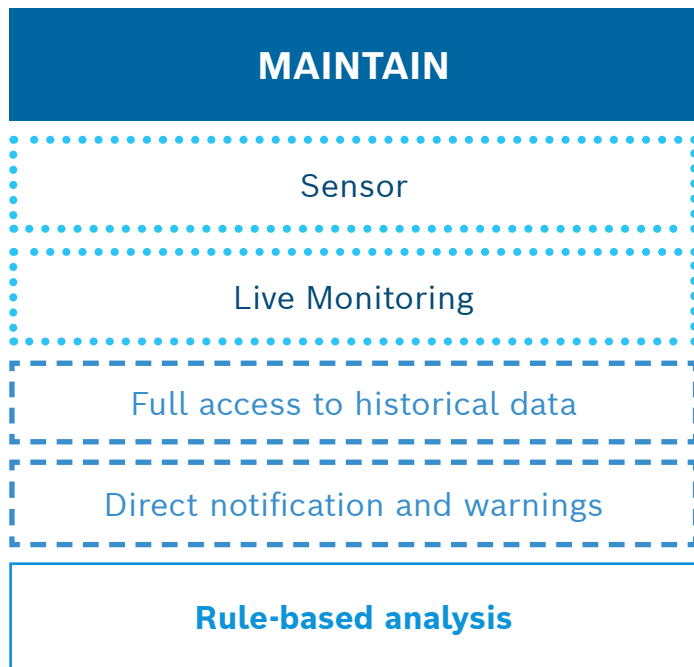 MAINTAIN
Sensor
Live Monitoring
Full access to historical data
Direct notification and warnings
Rule-based analysis